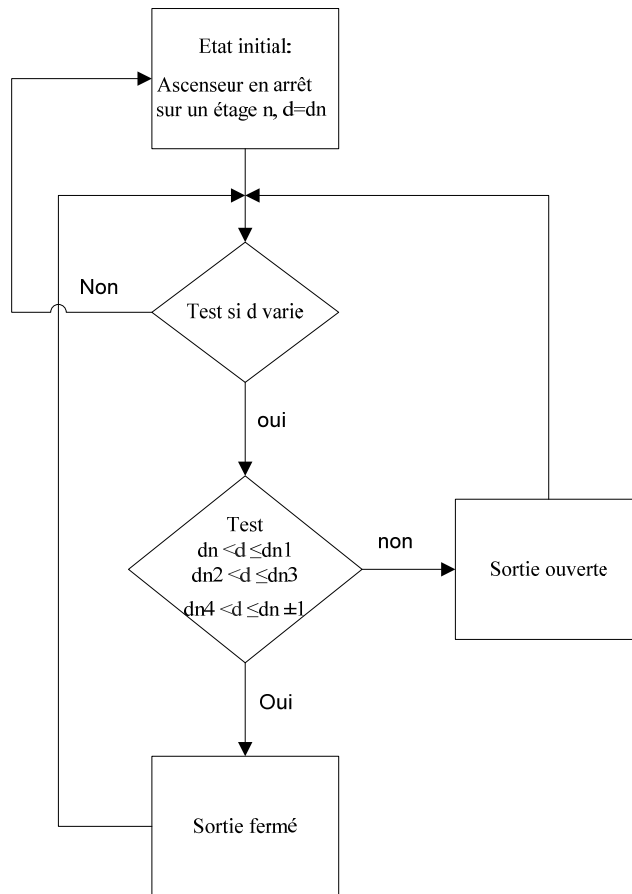 Etat initial:
Ascenseur en arrêt
sur un étage n, d=dn
Non
Test si d varie
oui
Test
dn <d ≤dn1
dn2 <d ≤dn3
dn4 <d ≤dn ±1
non
Sortie ouverte
Oui
Sortie fermé